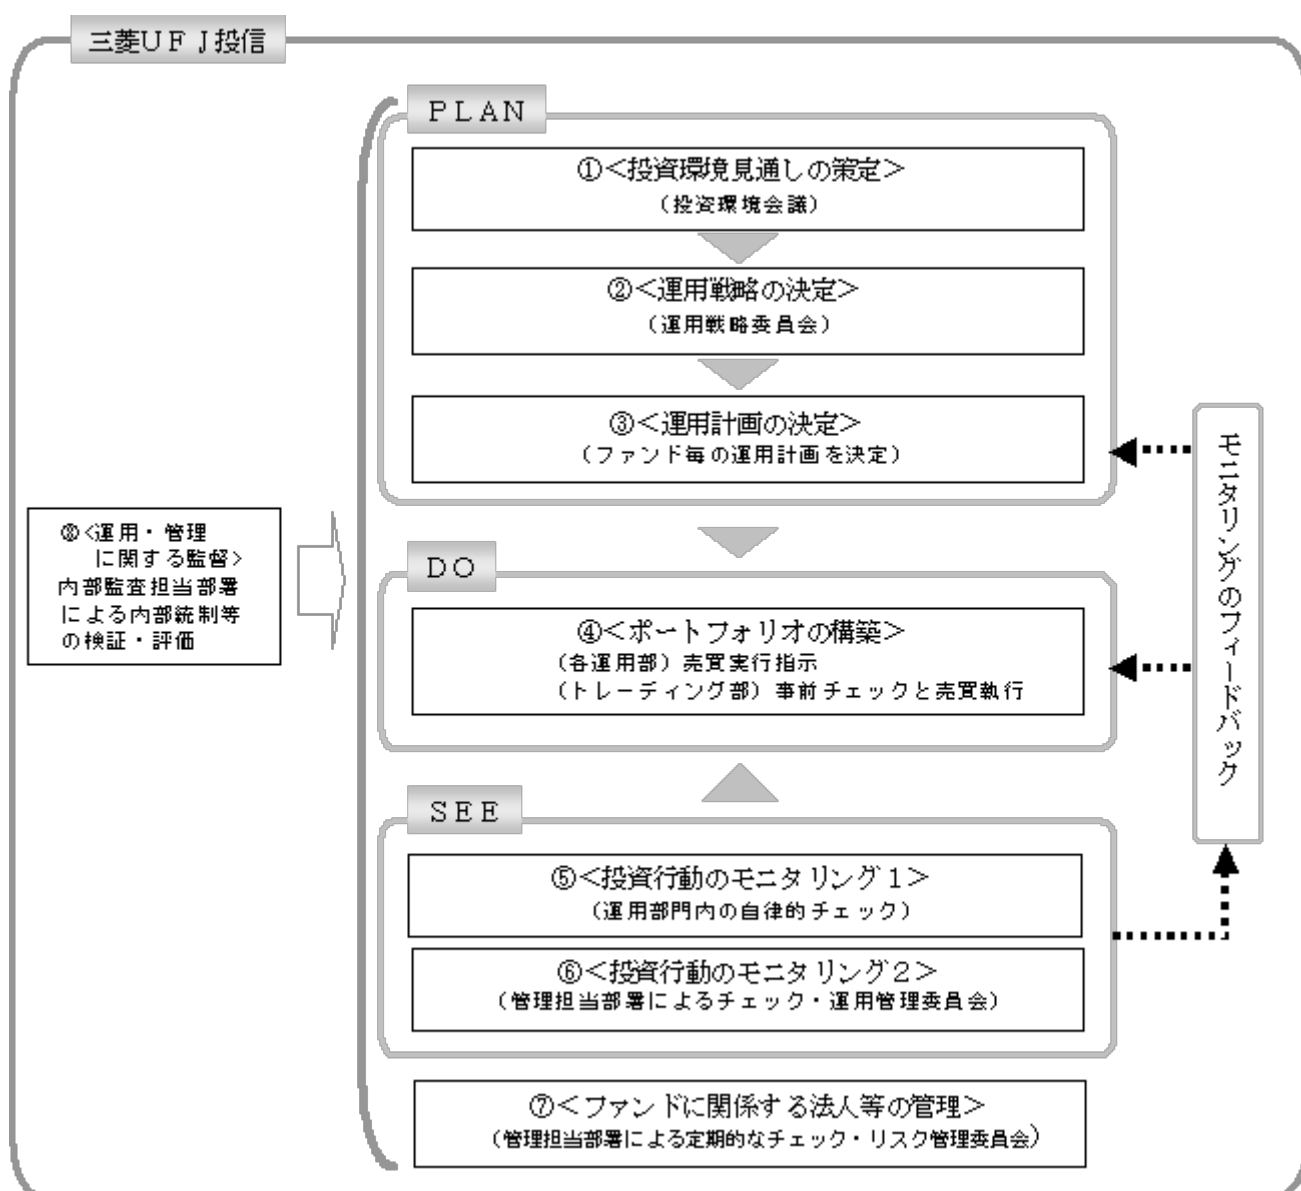 三菱ＵＦＪ投信
ＰＬＡＮ
①＜投資環境見通しの策定＞
（投資環境会議）
②＜運用戦略の決定＞
（運用戦略委員会）
③＜運用計画の決定＞
（ファンド毎の運用計画を決定）
⑧＜運用・管理
に関する監督＞
内部監査担当部署
による内部統制等
の検証・評価
ＤＯ
④＜ポートフォリオの構築＞
（各運用部）売買実行指示
（トレーディング部）事前チェックと売買執行
ＳＥＥ
⑤＜投資行動のモニタリング１＞
（運用部門内の自律的チェック）
⑥＜投資行動のモニタリング２＞
（管理担当部署によるチェック・運用管理委員会）
⑦＜ファンドに関係する法人等の管理＞
（管理担当部署による定期的なチェック・リスク管理委員会）
モニタリングのフィードバック